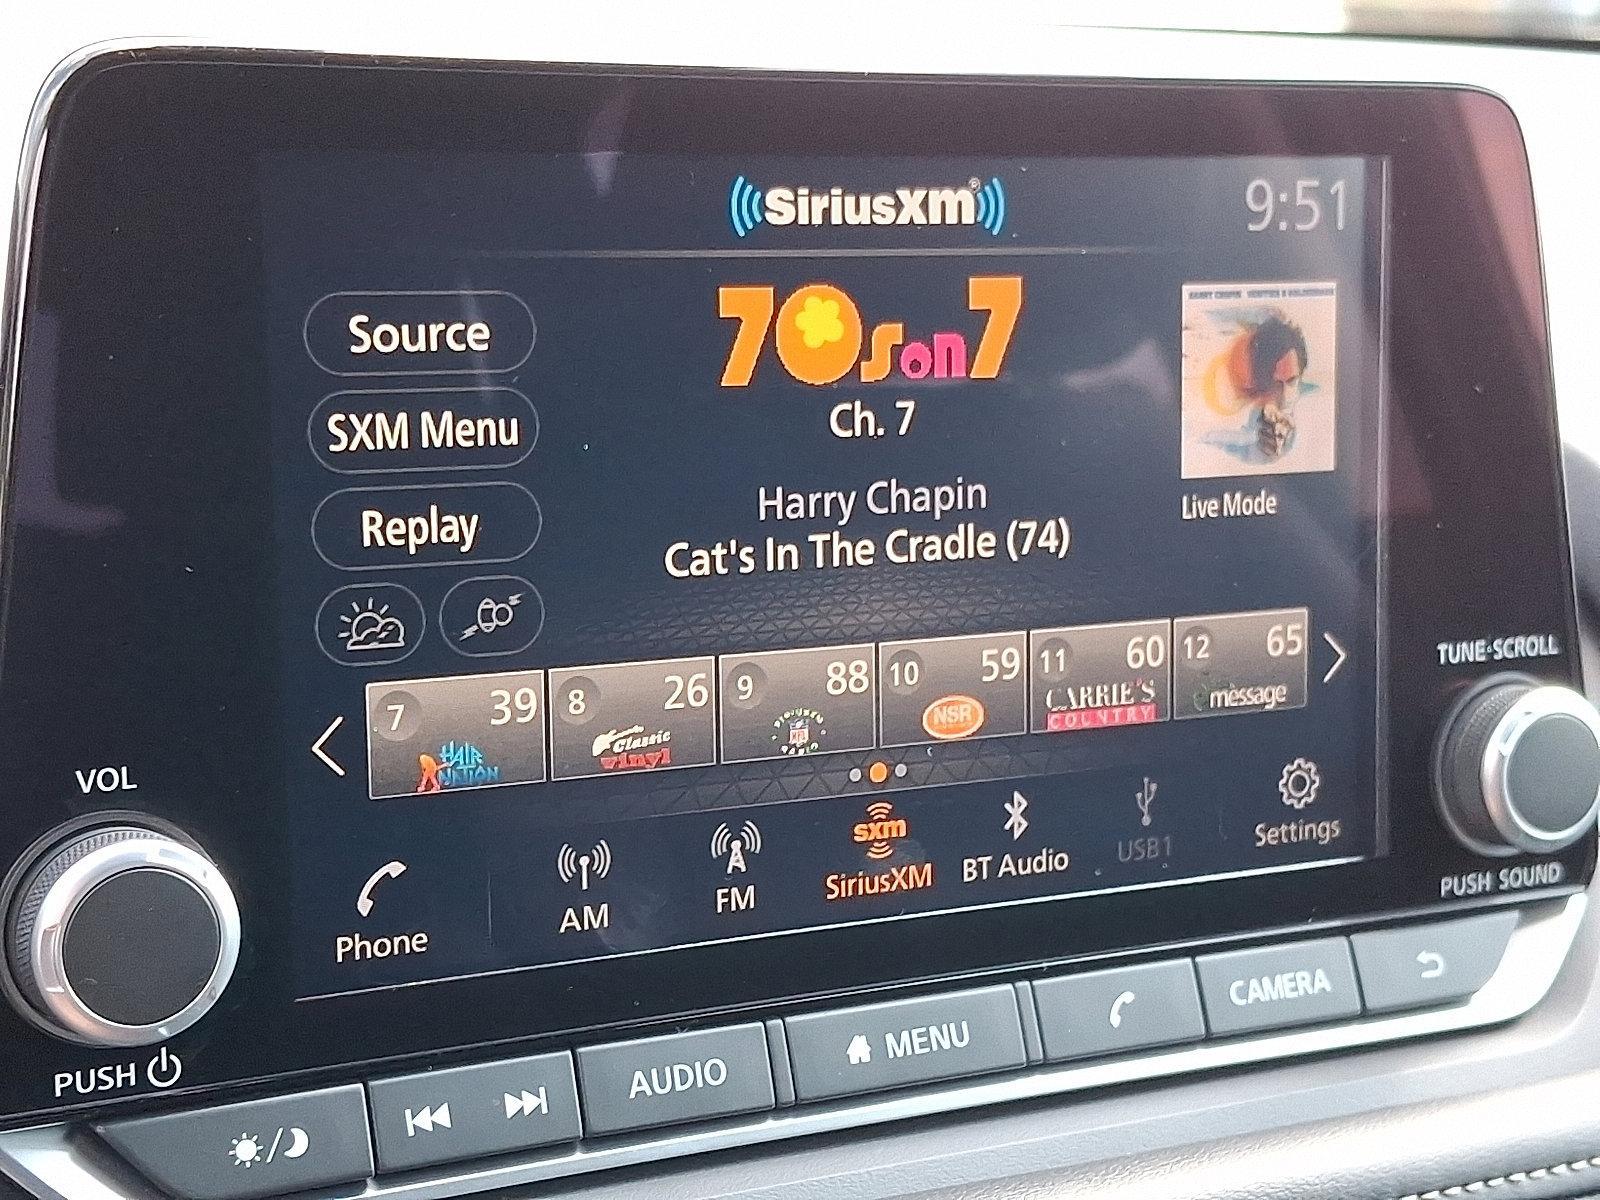 SiriusXM
9:51
Source
70s on 7
SXM Menu
Ch. 7
Replay
Harry Chapin
Cat's In The Cradle (74)
Live Mode
7 39
HAIR NATION
8 26
Classic vinyl
9 88
NFL
10 59
NSR
11 60
CARRIE'S COUNTRY
12 65
message
TUNE•SCROLL
VOL
Phone
AM
FM
sxm
SiriusXM
BT Audio
USB1
Settings
PUSH SOUND
PUSH
AUDIO
MENU
CAMERA